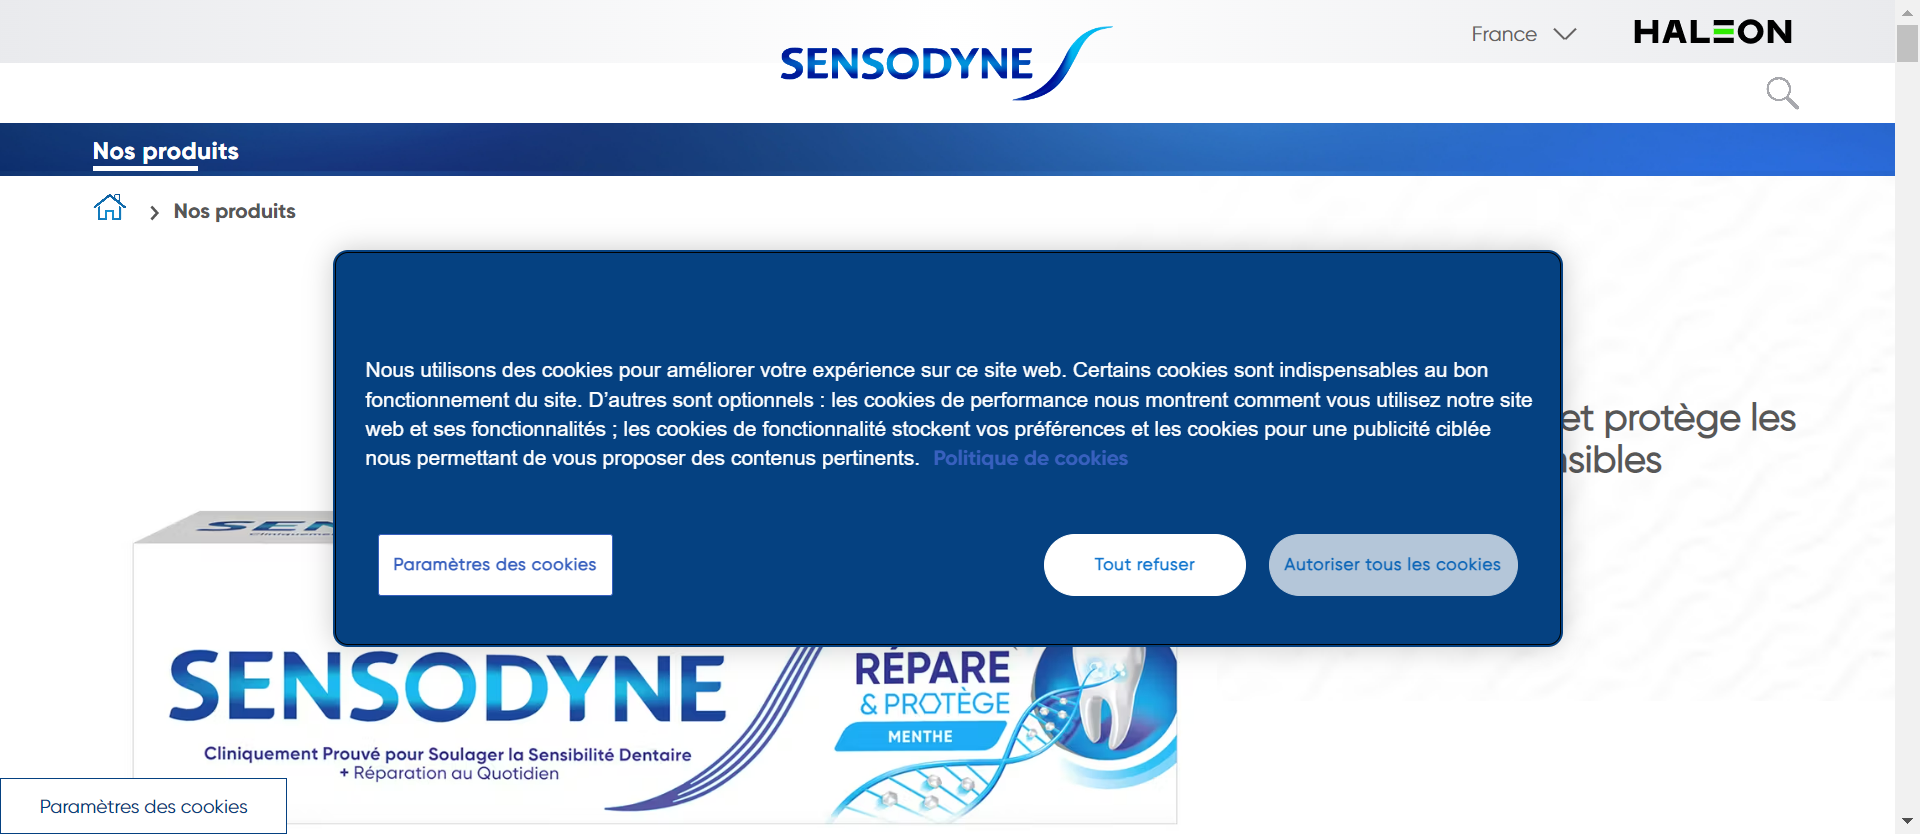 France
HALEON
SENSODYNE
Nos produits
Nos produits
Nous utilisons des cookies pour améliorer votre expérience sur ce site web. Certains cookies sont indispensables au bon
fonctionnement du site. D’autres sont optionnels : les cookies de performance nous montrent comment vous utilisez notre site
web et ses fonctionnalités ; les cookies de fonctionnalité stockent vos préférences et les cookies pour une publicité ciblée
nous permettant de vous proposer des contenus pertinents. Politique de cookies
et protège les
Paramètres des cookies
Tout refuser
Autoriser tous les cookies
SENSODYNE
Cliniquement Prouvé pour Soulager la Sensibilité Dentaire
+ Réparation au Quotidien
RÉPARE
& PROTÈGE
MENTHE
Paramètres des cookies